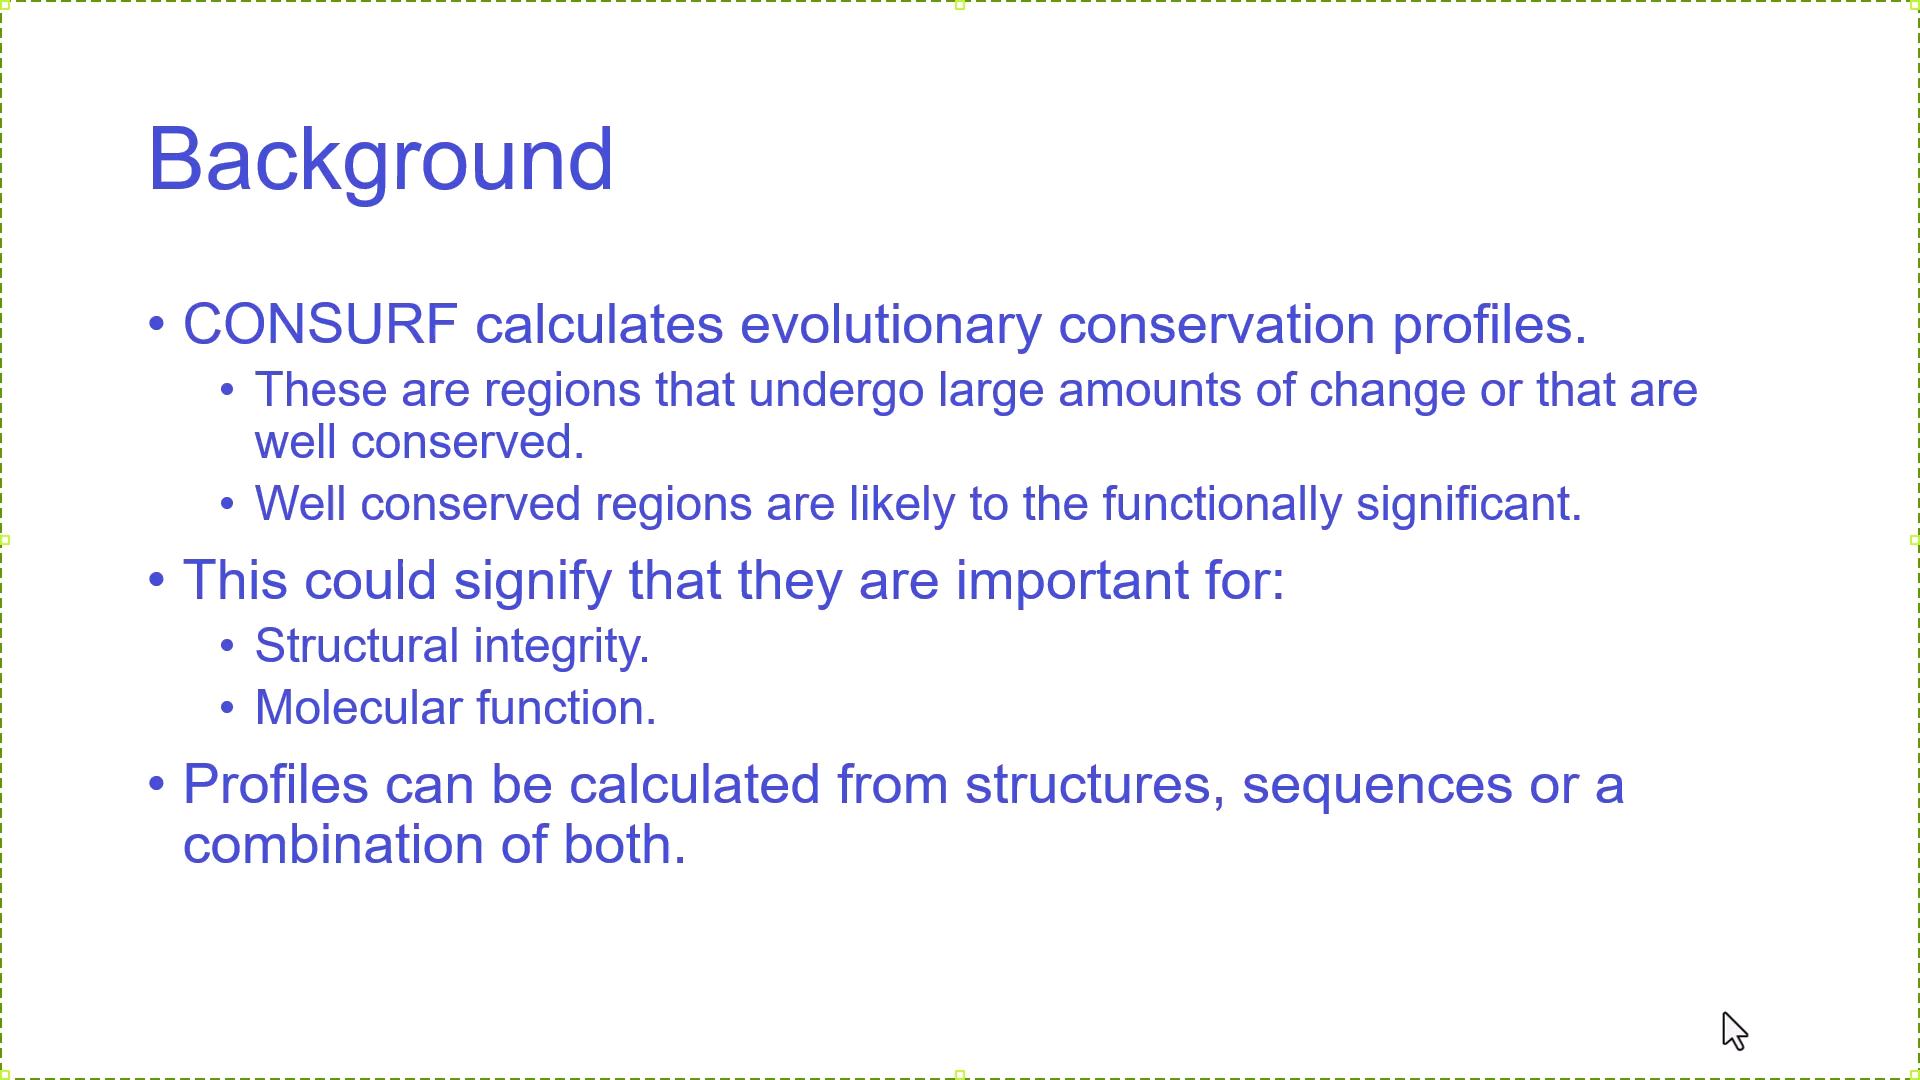 Background
• CONSURF calculates evolutionary conservation profiles.
• These are regions that undergo large amounts of change or that are
well conserved.
• Well conserved regions are likely to the functionally significant.
• This could signify that they are important for:
• Structural integrity.
• Molecular function.
• Profiles can be calculated from structures, sequences or a
combination of both.